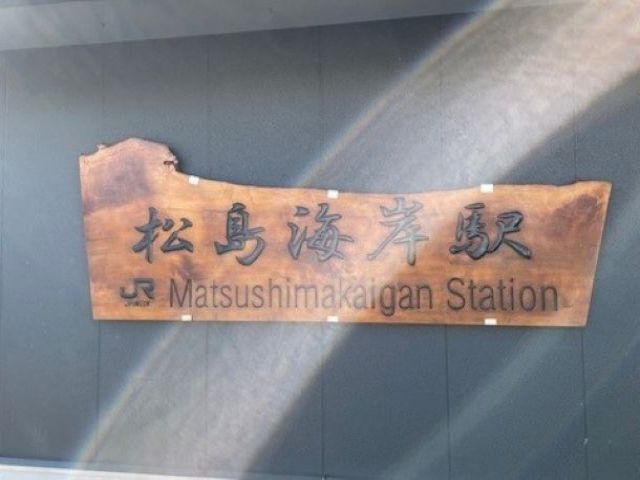 松島海岸駅
JR Matsushimakaigan Station